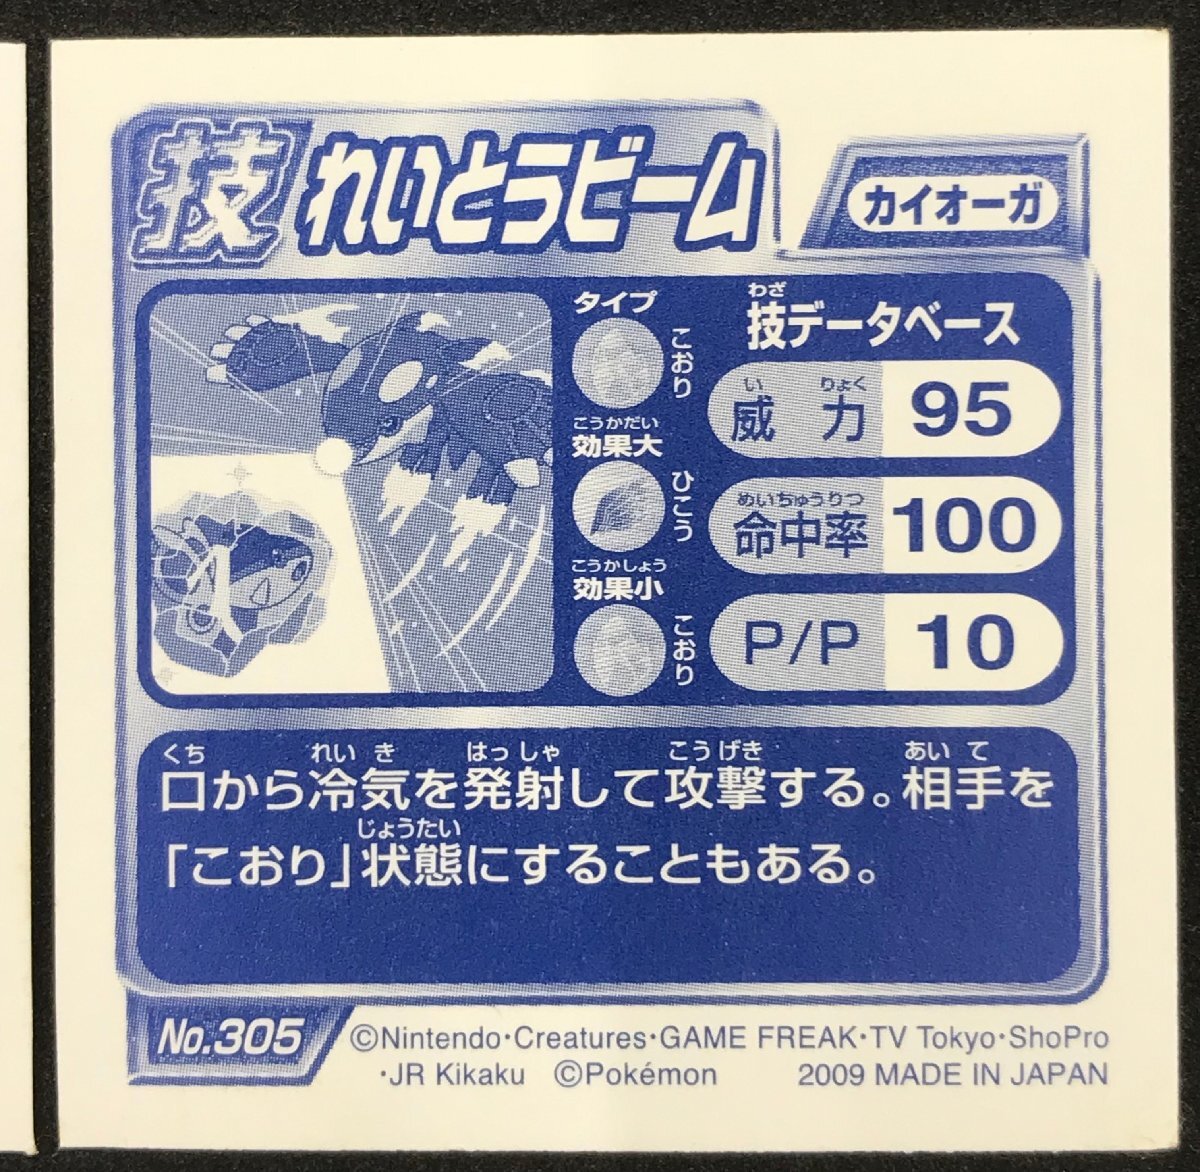 技 れいとうビーム
カイオーガ
タイプ
こおり
こうかだい
効果大
ひこう
こうかしょう
効果小
こおり
わざ
技データベース
いりょく
威力 95
めいちゅうりつ
命中率 100
P/P 10
くち れいき はっしゃ こうげき あいて
口から冷気を発射して攻撃する。相手を
じょうたい
「こおり」状態にすることもある。
No.305
©Nintendo・Creatures・GAME FREAK・TV Tokyo・ShoPro
・JR Kikaku ©Pokémon 2009 MADE IN JAPAN